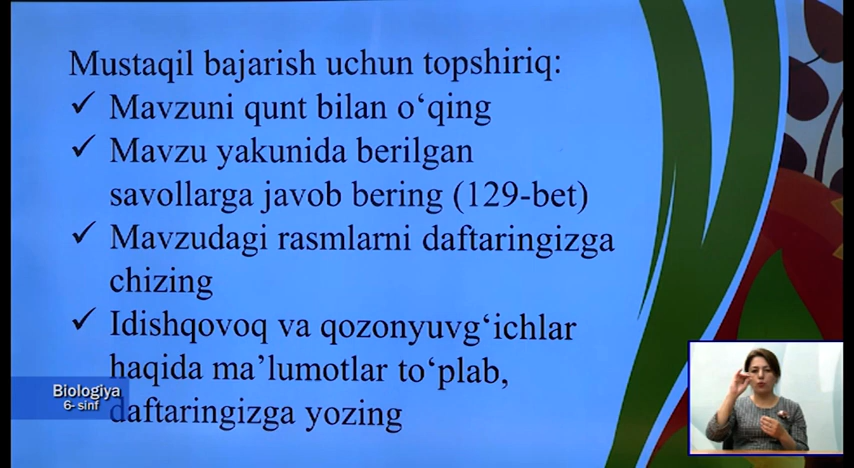 Mustaqil bajarish uchun topshiriq:
✓ Mavzuni qunt bilan o‘qing
✓ Mavzu yakunida berilgan
savollarga javob bering (129-bet)
✓ Mavzudagi rasmlarni daftaringizga
chizing
✓ Idishqovoq va qozonyuvg‘ichlar
haqida ma’lumotlar to‘plab,
daftaringizga yozing
Biologiya
6- sinf